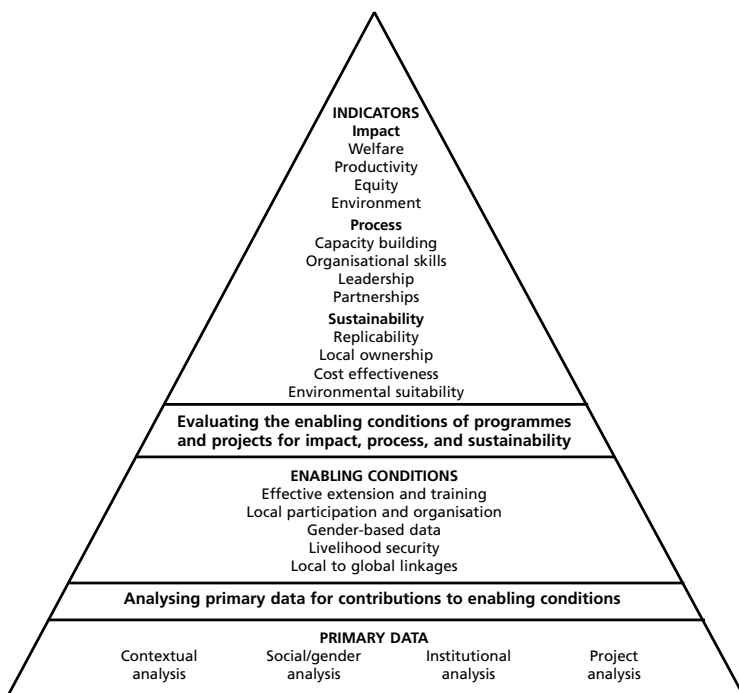 INDICATORS
Impact
Welfare
Productivity
Equity
Environment
Process
Capacity building
Organisational skills
Leadership
Partnerships
Sustainability
Replicability
Local ownership
Cost effectiveness
Environmental suitability
Evaluating the enabling conditions of programmes
and projects for impact, process, and sustainability
ENABLING CONDITIONS
Effective extension and training
Local participation and organisation
Gender-based data
Livelihood security
Local to global linkages
Analysing primary data for contributions to enabling conditions
PRIMARY DATA
Contextual
analysis
Social/gender
analysis
Institutional
analysis
Project
analysis